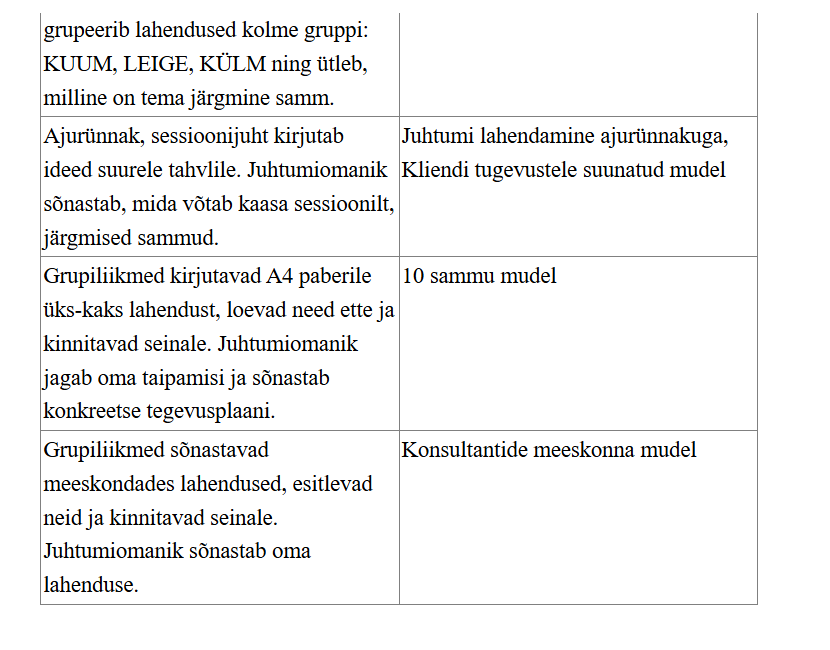 grupeerib lahendused kolme gruppi:
KUUM, LEIGE, KÜLM ning ütleb,
milline on tema järgmine samm.
Ajurünnak, sessioonijuht kirjutab
ideed suurele tahvlile. Juhtumiomanik
sõnastab, mida võtab kaasa sessioonilt,
järgmised sammud.
Juhtumi lahendamine ajurünnakuga,
Kliendi tugevustele suunatud mudel
Grupiliikmed kirjutavad A4 paberile
üks-kaks lahendust, loevad need ette ja
kinnitavad seinale. Juhtumiomanik
jagab oma taipamisi ja sõnastab
konkreetse tegevusplaani.
10 sammu mudel
Grupiliikmed sõnastavad
meeskondades lahendused, esitlevad
neid ja kinnitavad seinale.
Juhtumiomanik sõnastab oma
lahenduse.
Konsultantide meeskonna mudel